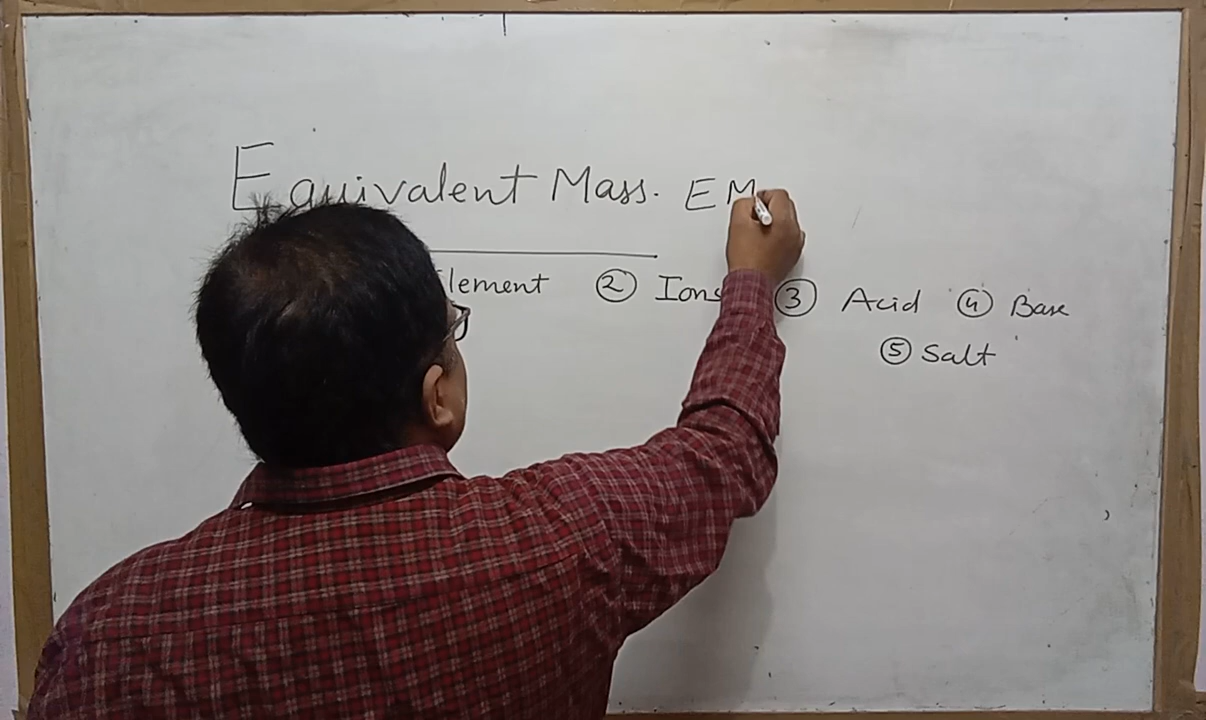 Equivalent Mass. EM
lement ② Ions ③ Acid ④ Base
⑤ Salt